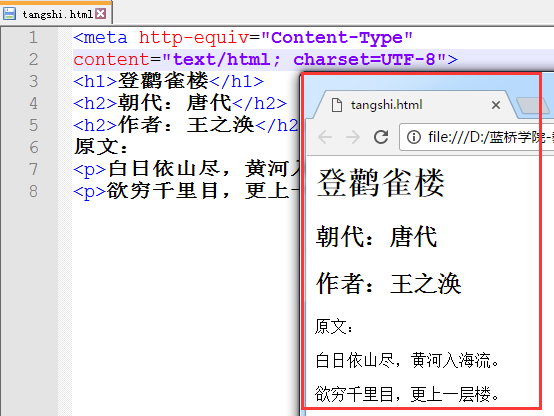 tangshi.html
1 <meta http-equiv="Content-Type"
2 content="text/html; charset=UTF-8">
3 <h1>登鹳雀楼</h1>
4 <h2>朝代：唐代</h2>
5 <h2>作者：王之涣</h2
6 原文：
7 <p>白日依山尽，黄河入
8 <p>欲穷千里目，更上一
tangshi.html
file:///D:/蓝桥学院-
登鹳雀楼
朝代：唐代
作者：王之涣
原文：
白日依山尽，黄河入海流。
欲穷千里目，更上一层楼。